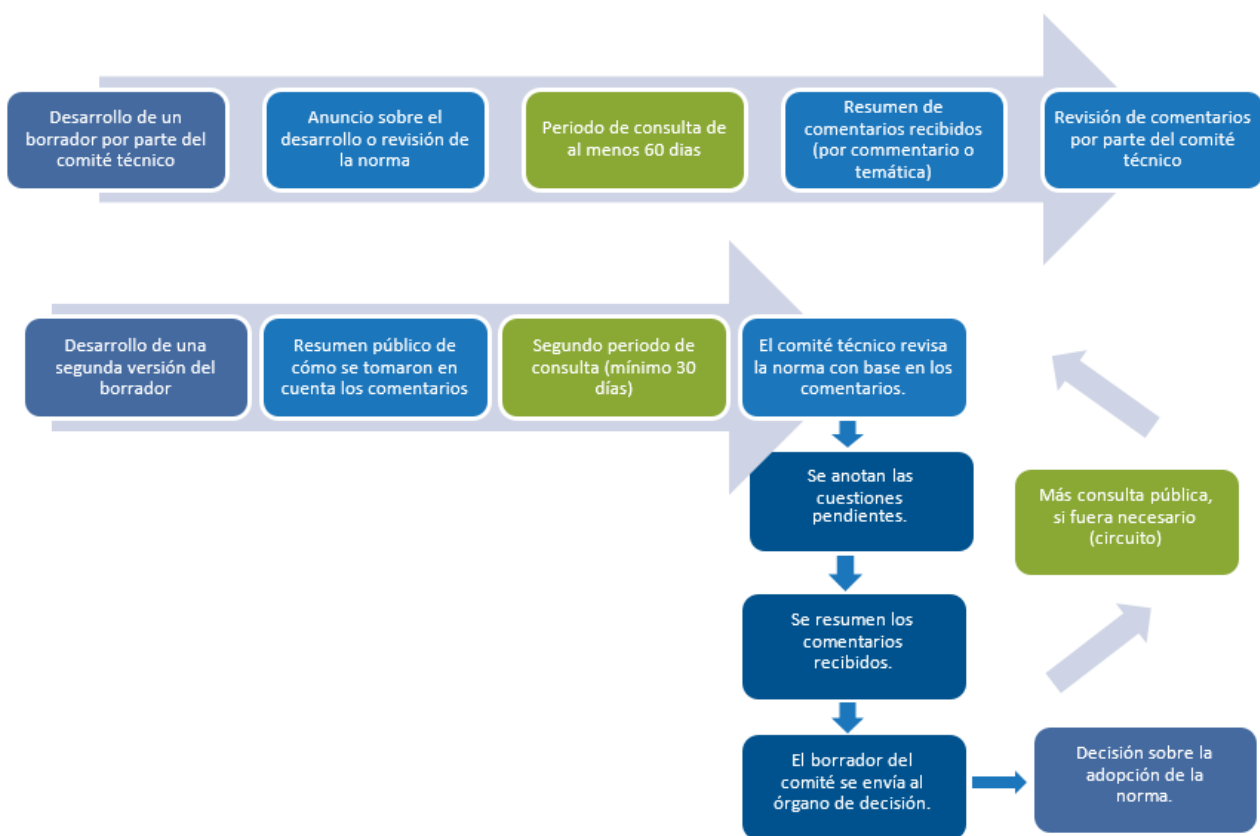 Desarrollo de un
borrador por parte del
comité técnico
Anuncio sobre el
desarrollo o revisión de
la norma
Periodo de consulta de
al menos 60 dias
Resumen de
comentarios recibidos
(por commentario o
temática)
Revisión de comentarios
por parte del comité
técnico
Desarrollo de una
segunda versión del
borrador
Resumen público de
cómo se tomaron en
cuenta los comentarios
Segundo periodo de
consulta (mínimo 30
días)
El comité técnico revisa
la norma con base en los
comentarios.
Se anotan las
cuestiones
pendientes.
Más consulta pública,
si fuera necesario
(circuito)
Se resumen los
comentarios
recibidos.
El borrador del
comité se envía al
órgano de decisión.
Decisión sobre la
adopción de la
norma.